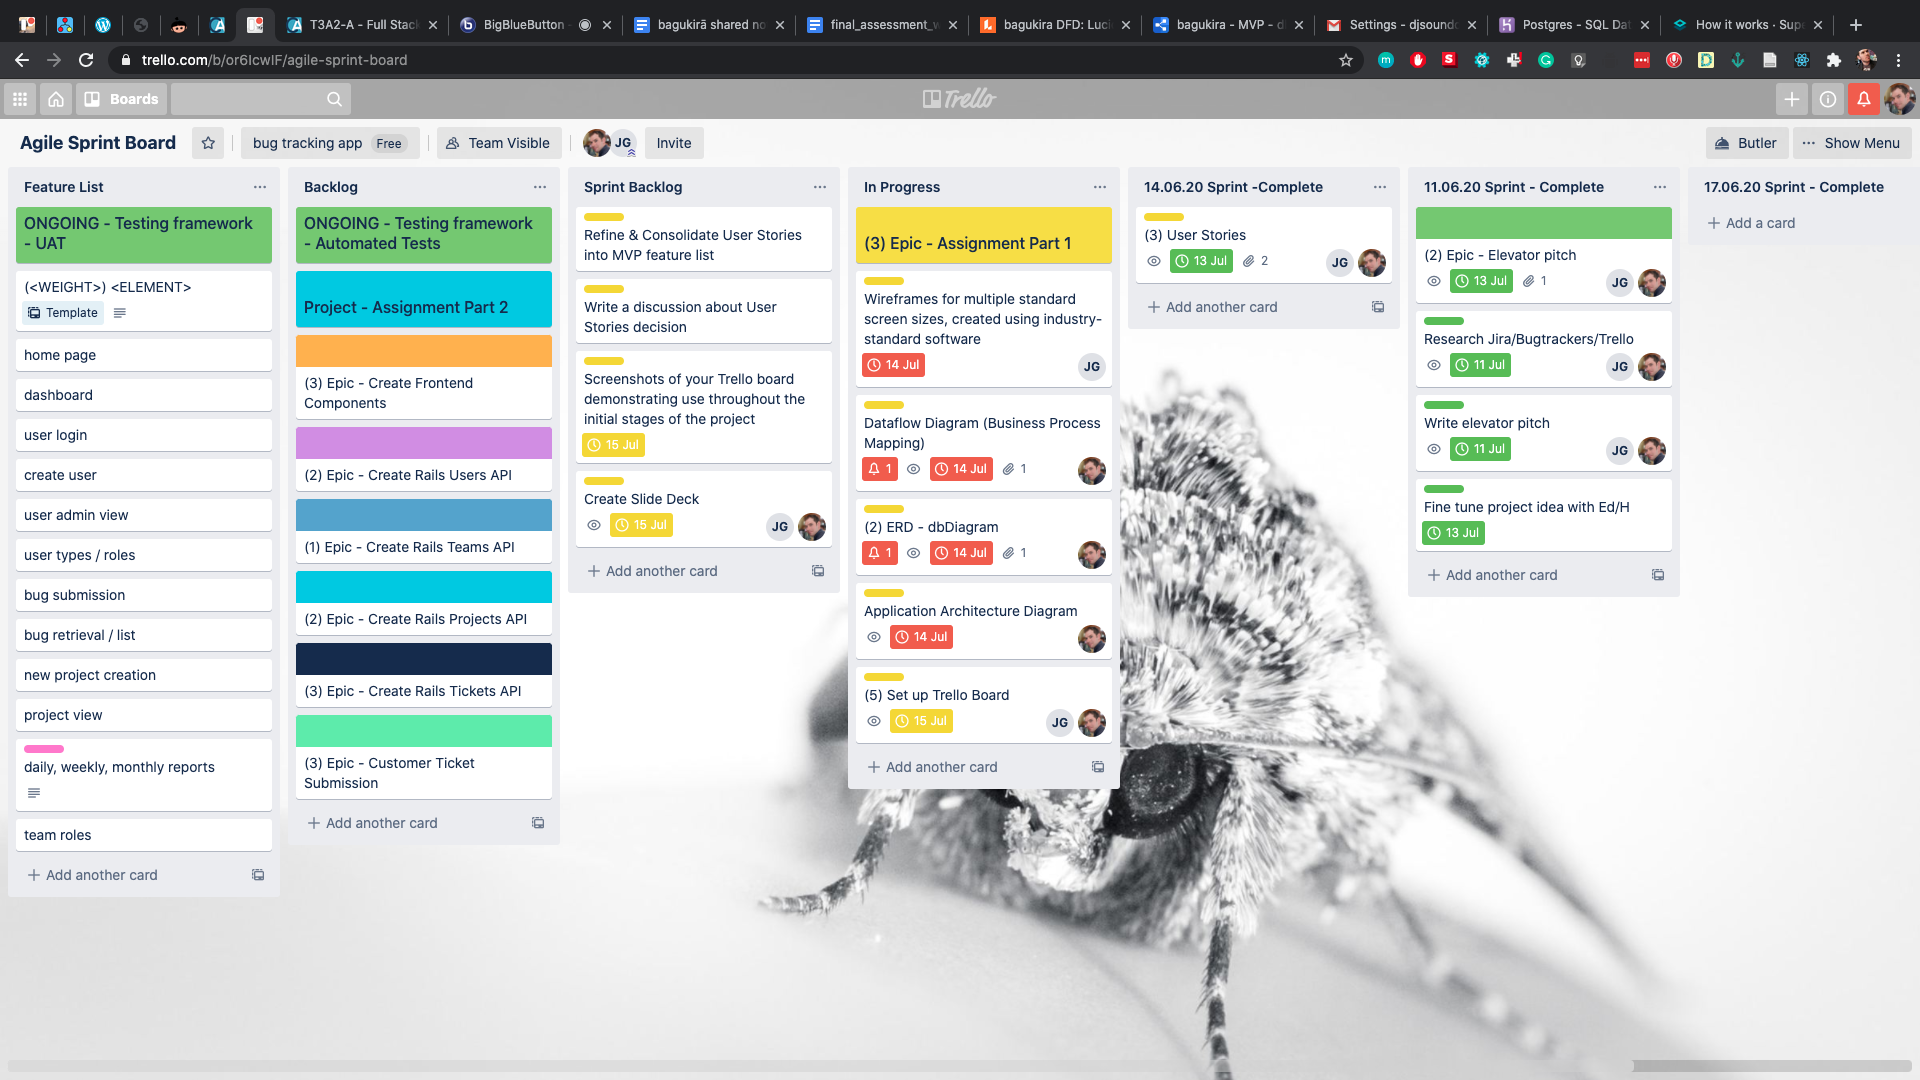 T3A2-A - Full Stac
BigBlueButton -
bagukirā shared no
final_assessment_w
bagukira DFD: Luci
bagukira - MVP - d
Settings - djsound
Postgres - SQL Dat
How it works · Sup
trello.com/b/or6IcwIF/agile-sprint-board
Boards
Trello
Agile Sprint Board
bug tracking app Free
Team Visible
JG
Invite
Butler
Show Menu
Feature List
ONGOING - Testing framework
- UAT
(<WEIGHT>) <ELEMENT>
Template
home page
dashboard
user login
create user
user admin view
user types / roles
bug submission
bug retrieval / list
new project creation
project view
daily, weekly, monthly reports
team roles
+ Add another card
Backlog
ONGOING - Testing framework
- Automated Tests
Project - Assignment Part 2
(3) Epic - Create Frontend
Components
(2) Epic - Create Rails Users API
(1) Epic - Create Rails Teams API
(2) Epic - Create Rails Projects API
(3) Epic - Create Rails Tickets API
(3) Epic - Customer Ticket
Submission
+ Add another card
Sprint Backlog
Refine & Consolidate User Stories
into MVP feature list
Write a discussion about User
Stories decision
Screenshots of your Trello board
demonstrating use throughout the
initial stages of the project
15 Jul
Create Slide Deck
15 Jul JG
+ Add another card
In Progress
(3) Epic - Assignment Part 1
Wireframes for multiple standard
screen sizes, created using industry-
standard software
14 Jul JG
Dataflow Diagram (Business Process
Mapping)
1 14 Jul 1
(2) ERD - dbDiagram
1 14 Jul 1
Application Architecture Diagram
14 Jul
(5) Set up Trello Board
15 Jul JG
+ Add another card
14.06.20 Sprint -Complete
(3) User Stories
13 Jul 2 JG
+ Add another card
11.06.20 Sprint - Complete
(2) Epic - Elevator pitch
13 Jul 1 JG
Research Jira/Bugtrackers/Trello
11 Jul JG
Write elevator pitch
11 Jul JG
Fine tune project idea with Ed/H
13 Jul
+ Add another card
17.06.20 Sprint - Complete
+ Add a card